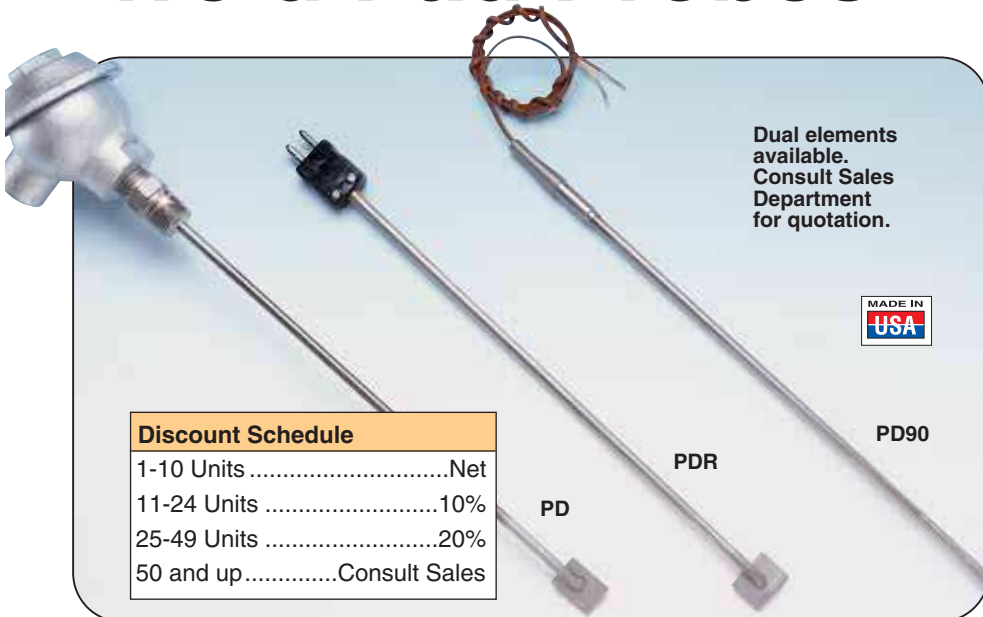 Dual elements
available.
Consult Sales
Department
for quotation.
MADE IN
USA
PD90
PDR
PD
Discount Schedule
1-10 Units..............................Net
11-24 Units ..........................10%
25-49 Units ..........................20%
50 and up..............Consult Sales